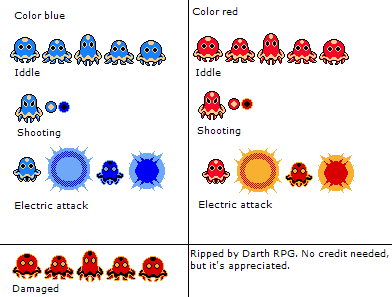 Color blue
Iddle
Shooting
Electric attack
Color red
Iddle
Shooting
Electric attack
Damaged
Ripped by Darth RPG. No credit needed,
but it's appreciated.